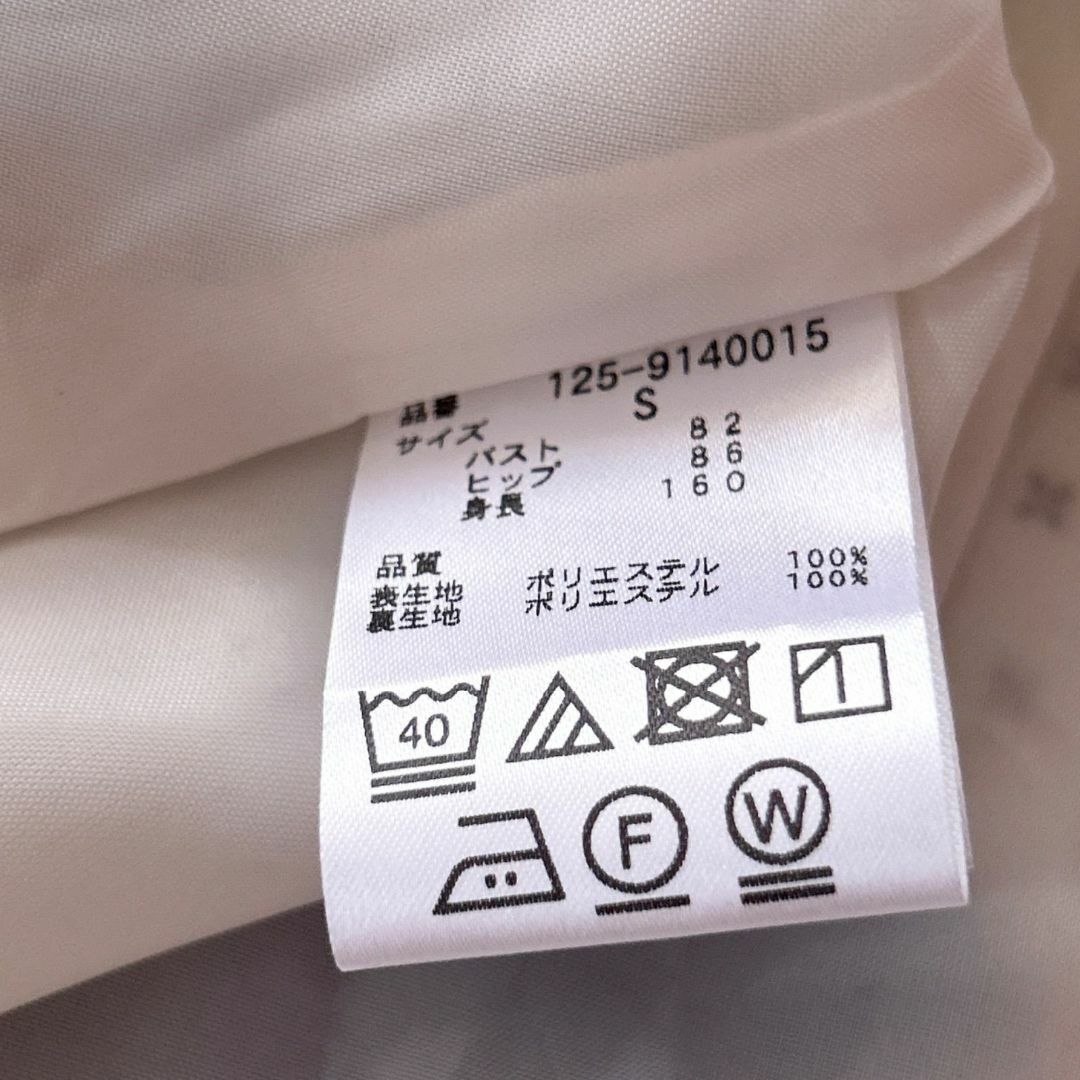 品番 125-9140015
サイズ S
バスト 82
ヒップ 86
身長 160
品質
表生地 ポリエステル 100%
裏生地 ポリエステル 100%
40
F W